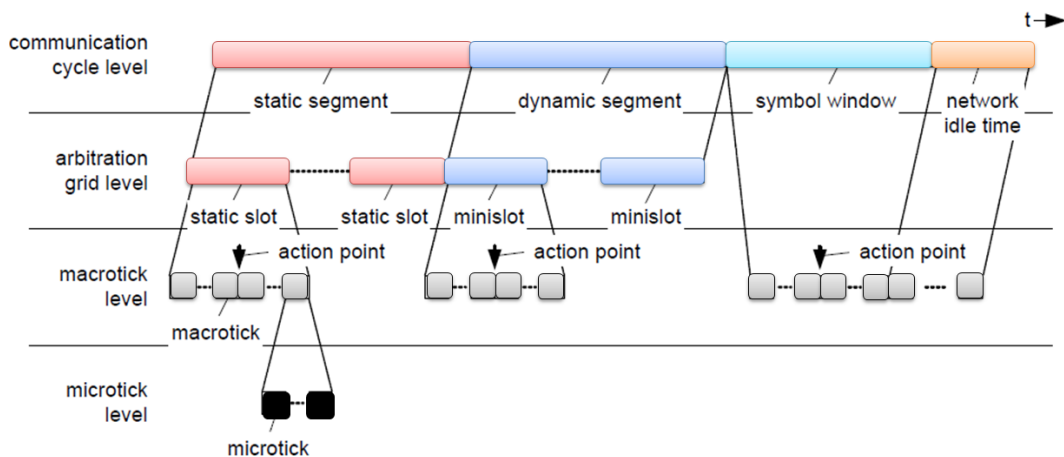 t
communication
cycle level
static segment
dynamic segment
symbol window
network
idle time
arbitration
grid level
static slot
static slot
minislot
minislot
macrotick
level
action point
action point
action point
macrotick
microtick
level
microtick